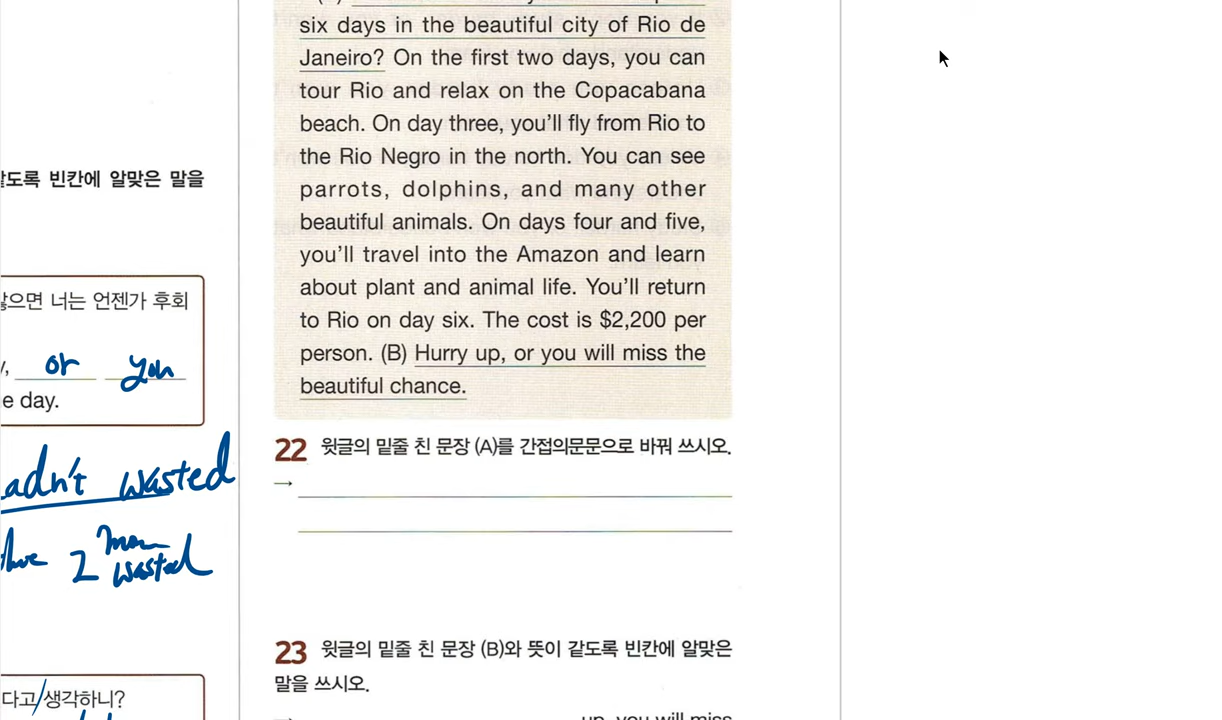 six days in the beautiful city of Rio de
Janeiro? On the first two days, you can
tour Rio and relax on the Copacabana
beach. On day three, you'll fly from Rio to
the Rio Negro in the north. You can see
parrots, dolphins, and many other
beautiful animals. On days four and five,
you'll travel into the Amazon and learn
about plant and animal life. You'll return
to Rio on day six. The cost is $2,200 per
person. (B) Hurry up, or you will miss the
beautiful chance.
22 윗글의 밑줄 친 문장 (A)를 간접의문문으로 바꿔 쓰시오.
→
23 윗글의 밑줄 친 문장 (B)와 뜻이 같도록 빈칸에 알맞은
말을 쓰시오.
up, you will miss
빈칸에 알맞은 말을
으면 너는 언젠가 후회
or you
e day.
adn't wasted
2
wasted
다고/생각하니?